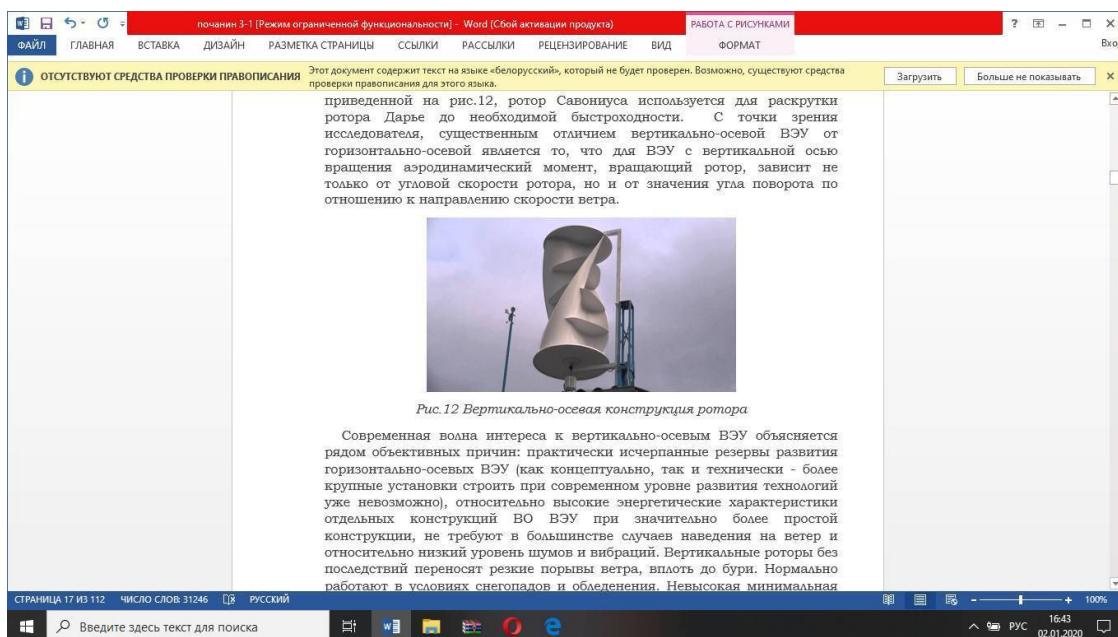 почанин 3-1 [Режим ограниченной функциональности] - Word (Сбой активации продукта)
РАБОТА С РИСУНКАМИ
ФАЙЛ ГЛАВНАЯ ВСТАВКА ДИЗАЙН РАЗМЕТКА СТРАНИЦЫ ССЫЛКИ РАССЫЛКИ РЕЦЕНЗИРОВАНИЕ ВИД ФОРМАТ Вхо
ОТСУТСТВУЮТ СРЕДСТВА ПРОВЕРКИ ПРАВОПИСАНИЯ
Этот документ содержит текст на языке «белорусский», который не будет проверен. Возможно, существуют средства
проверки правописания для этого языка.
Загрузить Больше не показывать
приведенной на рис.12, ротор Савониуса используется для раскрутки
ротора Дарье до необходимой быстроходности. С точки зрения
исследователя, существенным отличием вертикально-осевой ВЭУ от
горизонтально-осевой является то, что для ВЭУ с вертикальной осью
вращения аэродинамический момент, вращающий ротор, зависит не
только от угловой скорости ротора, но и от значения угла поворота по
отношению к направлению скорости ветра.
Рис.12 Вертикально-осевая конструкция ротора
Современная волна интереса к вертикально-осевым ВЭУ объясняется
рядом объективных причин: практически исчерпанные резервы развития
горизонтально-осевых ВЭУ (как концептуально, так и технически - более
крупные установки строить при современном уровне развития технологий
уже невозможно), относительно высокие энергетические характеристики
отдельных конструкций ВО ВЭУ при значительно более простой
конструкции, не требуют в большинстве случаев наведения на ветер и
относительно низкий уровень шумов и вибраций. Вертикальные роторы без
последствий переносят резкие порывы ветра, вплоть до бури. Нормально
работают в условиях снегопадов и обледенения. Невысокая минимальная
СТРАНИЦА 17 ИЗ 112 ЧИСЛО СЛОВ: 31246 РУССКИЙ 100%
Введите здесь текст для поиска
РУС
16:43
02.01.2020